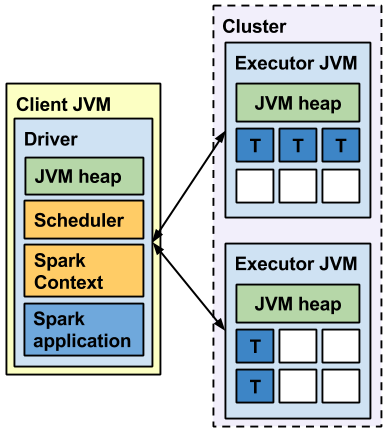 Client JVM
Driver
JVM heap
Scheduler
Spark
Context
Spark
application
Cluster
Executor JVM
JVM heap
T T T
Executor JVM
JVM heap
T
T